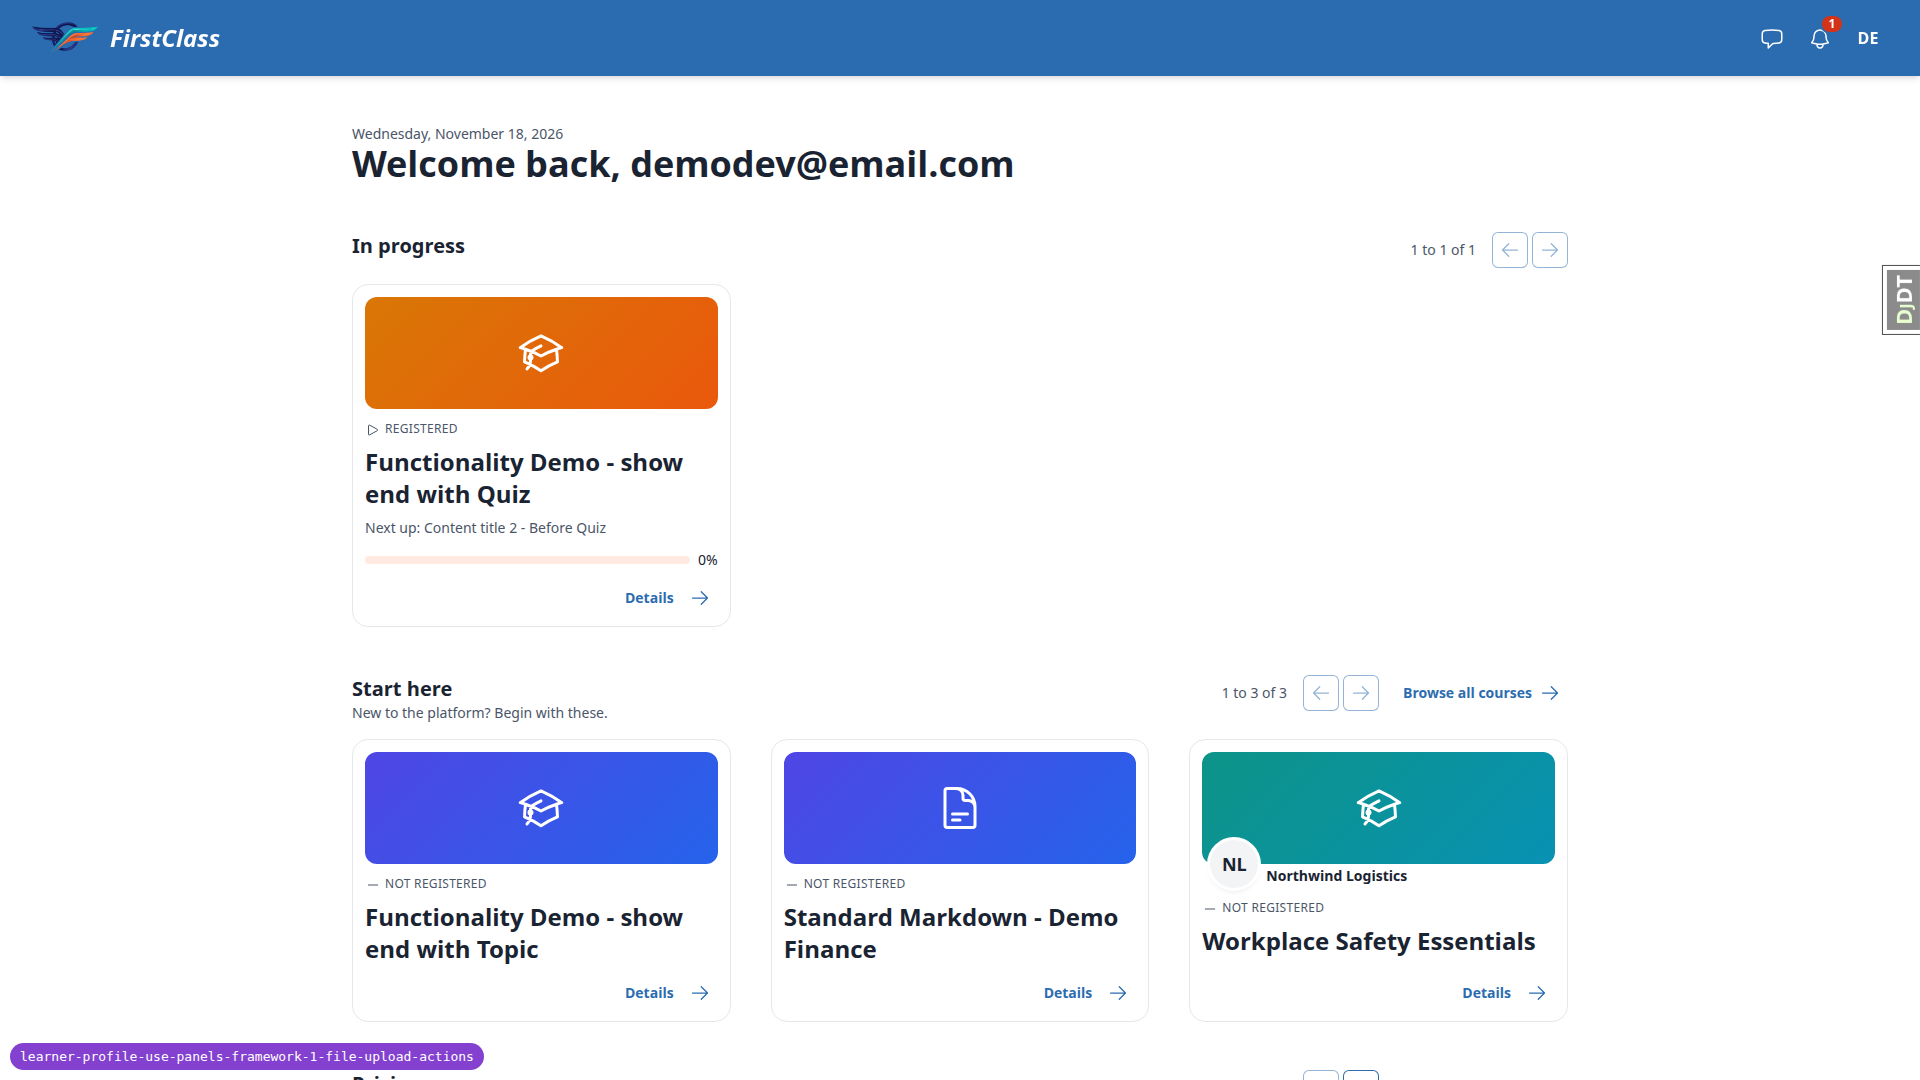 FirstClass
1
DE
Wednesday, November 18, 2026
Welcome back, demodev@email.com
In progress
1 to 1 of 1
DjDT
REGISTERED
Functionality Demo - show
end with Quiz
Next up: Content title 2 - Before Quiz
0%
Details
Start here
New to the platform? Begin with these.
1 to 3 of 3
Browse all courses
NOT REGISTERED
Functionality Demo - show
end with Topic
Details
NOT REGISTERED
Standard Markdown - Demo
Finance
Details
NL
Northwind Logistics
NOT REGISTERED
Workplace Safety Essentials
Details
learner-profile-use-panels-framework-1-file-upload-actions